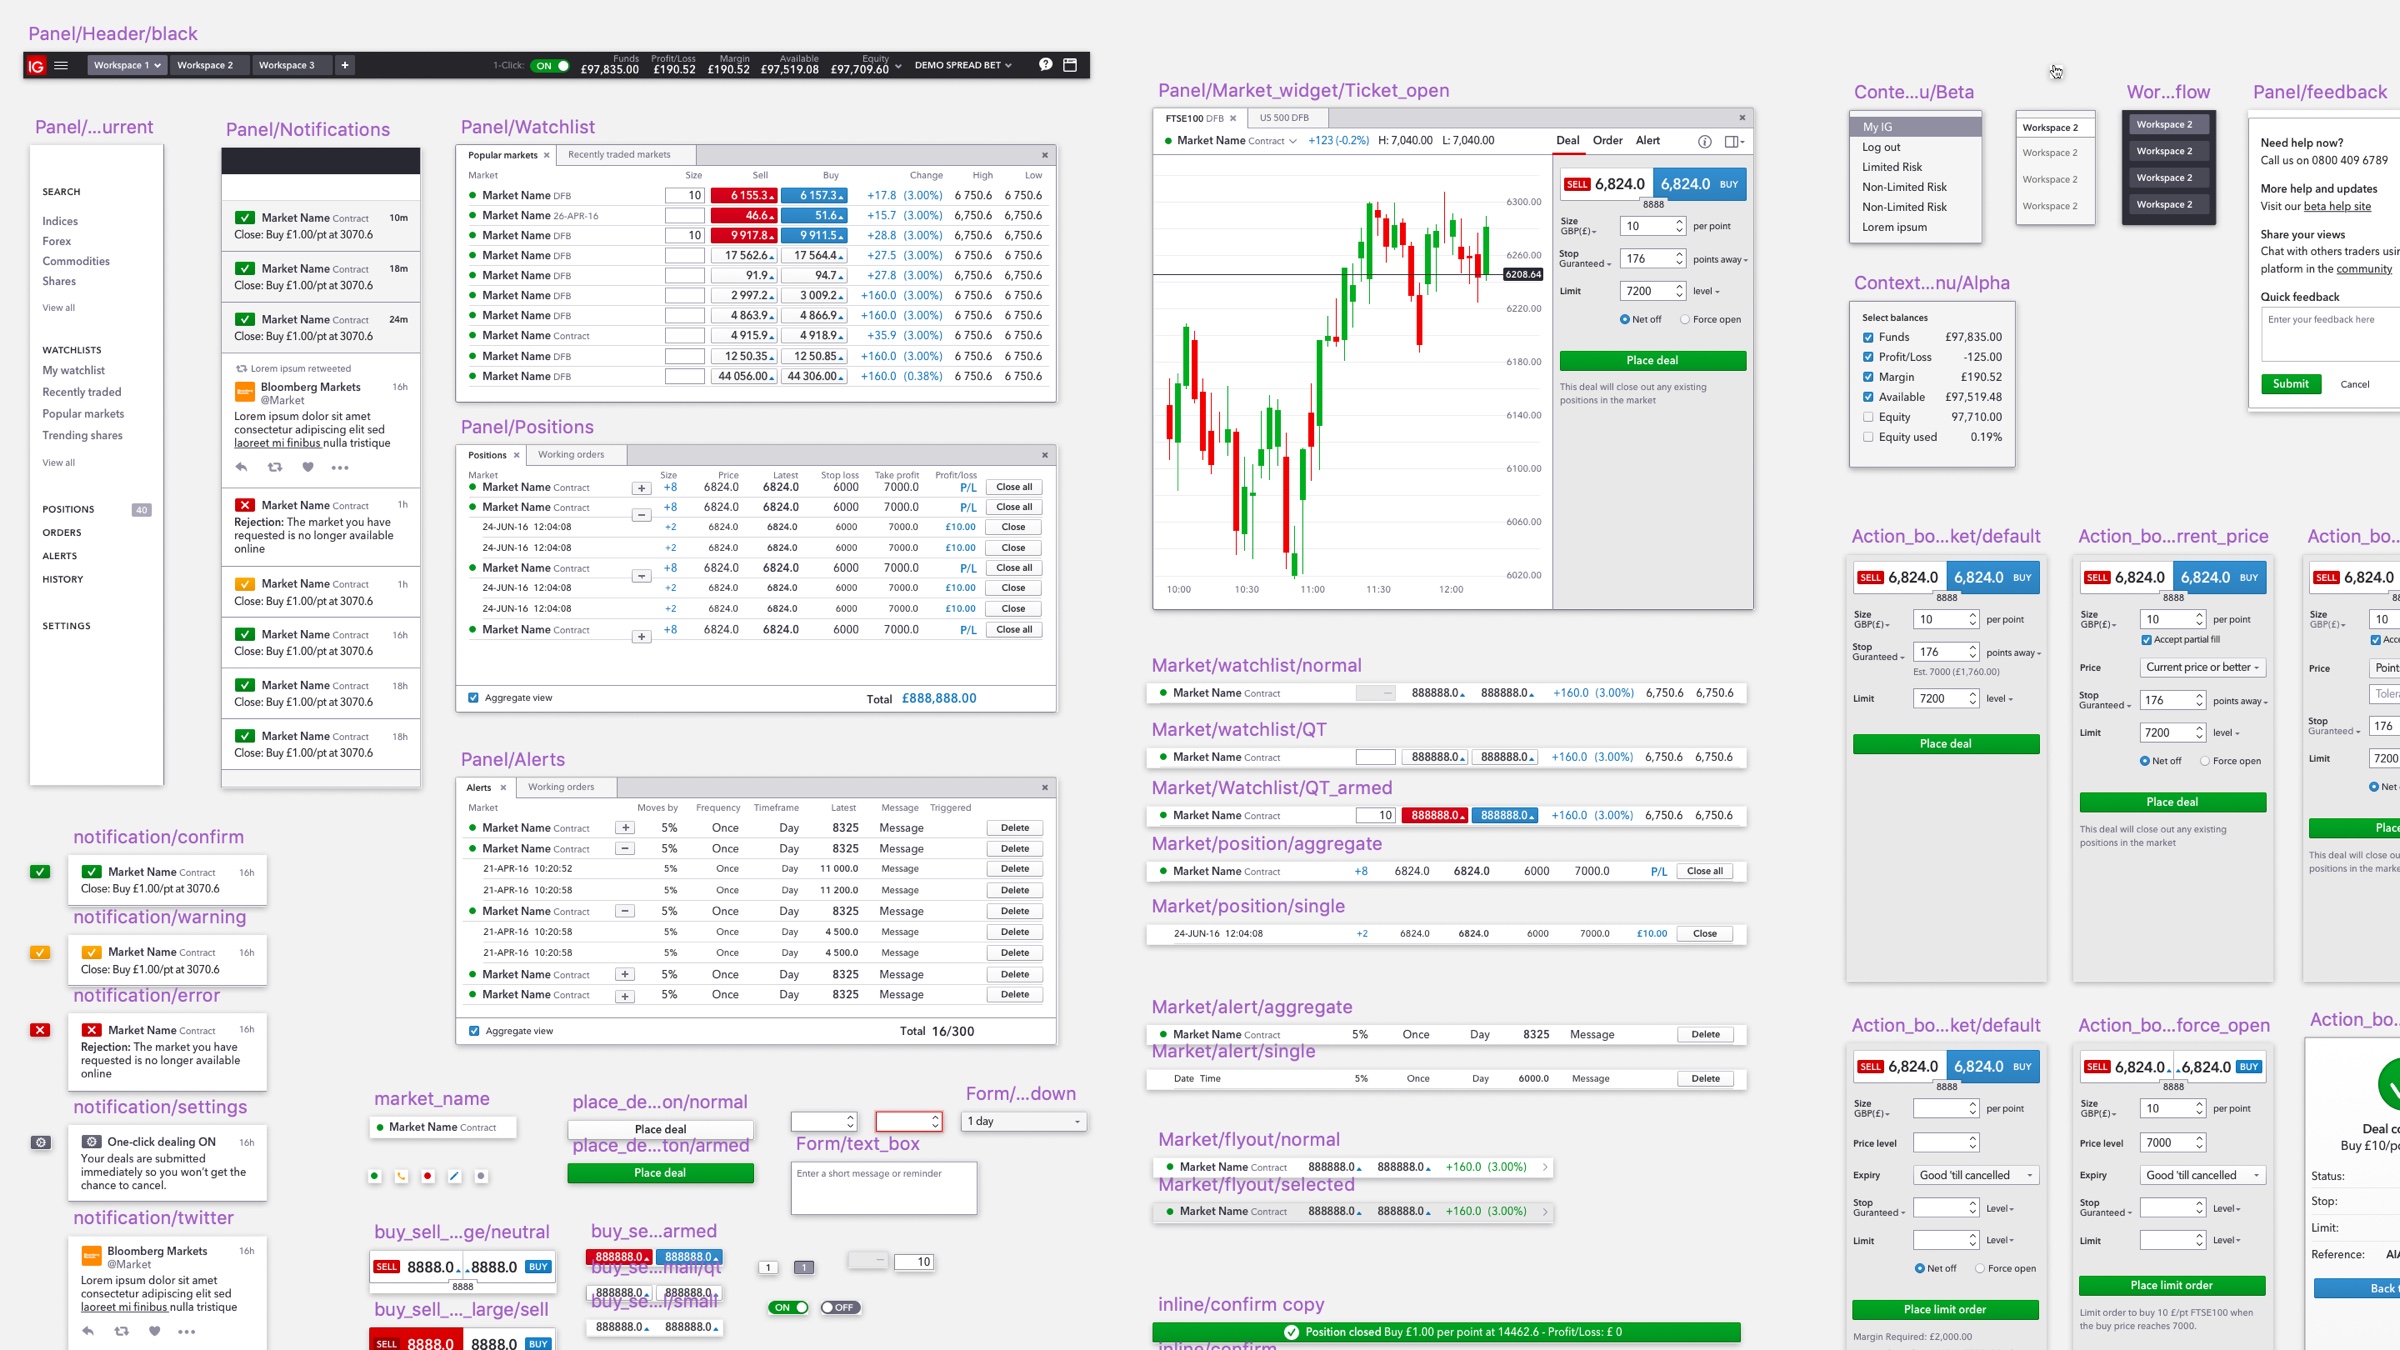 Panel/Header/black
IG
Workspace 1
Workspace 2
Workspace 3
+
1-Click: ON
Funds £97,835.00
Profit/Loss £190.52
Margin £190.52
Available £97,519.08
Equity £97,709.60
DEMO SPREAD BET
Panel/...urrent
SEARCH
Indices
Forex
Commodities
Shares
View all
WATCHLISTS
My watchlist
Recently traded
Popular markets
Trending shares
View all
POSITIONS 40
ORDERS
ALERTS
HISTORY
SETTINGS
Panel/Notifications
Market Name Contract 10m
Close: Buy £1.00/pt at 3070.6
Market Name Contract 18m
Close: Buy £1.00/pt at 3070.6
Market Name Contract 24m
Close: Buy £1.00/pt at 3070.6
Lorem ipsum retweeted
Bloomberg Markets 16h
@Market
Lorem ipsum dolor sit amet
consectetur adipiscing elit sed
laoreet mi finibus nulla tristique
Market Name Contract 1h
Rejection: The market you have
requested is no longer available
online
Market Name Contract 1h
Close: Buy £1.00/pt at 3070.6
Market Name Contract 16h
Close: Buy £1.00/pt at 3070.6
Market Name Contract 18h
Close: Buy £1.00/pt at 3070.6
Market Name Contract 18h
Close: Buy £1.00/pt at 3070.6
Panel/Watchlist
Popular markets Recently traded markets
Market Size Sell Buy Change High Low
Market Name DFB 10 6 155.3 6 157.3 +17.8 (3.00%) 6 750.6 6 750.6
Market Name 26-APR-16 46.6 51.6 +15.7 (3.00%) 6,750.6 6,750.6
Market Name DFB 10 9 917.8 9 911.5 +28.8 (3.00%) 6,750.6 6,750.6
Market Name DFB 17 562.6 17 564.4 +27.5 (3.00%) 6,750.6 6,750.6
Market Name DFB 91.9 94.7 +27.8 (3.00%) 6,750.6 6,750.6
Market Name DFB 2 997.2 3 009.2 +160.0 (3.00%) 6 750.6 6 750.6
Market Name DFB 4 863.9 4 866.9 +160.0 (3.00%) 6 750.6 6 750.6
Market Name Contract 4 915.9 4 918.9 +35.9 (3.00%) 6 750.6 6 750.6
Market Name DFB 12 50.35 12 50.85 +160.0 (3.00%) 6 750.6 6 750.6
Market Name DFB 44 056.00 44 306.00 +160.0 (0.38%) 6 750.6 6 750.6
Panel/Positions
Positions Working orders
Market Size Price Latest Stop loss Take profit Profit/loss
Market Name Contract + +8 6824.0 6824.0 6000 7000.0 P/L Close all
Market Name Contract − +8 6824.0 6824.0 6000 7000.0 P/L Close all
24-JUN-16 12:04:08 +2 6824.0 6824.0 6000 7000.0 £10.00 Close
24-JUN-16 12:04:08 +2 6824.0 6824.0 6000 7000.0 £10.00 Close
Market Name Contract − +8 6824.0 6824.0 6000 7000.0 P/L Close all
24-JUN-16 12:04:08 +2 6824.0 6824.0 6000 7000.0 £10.00 Close
24-JUN-16 12:04:08 +2 6824.0 6824.0 6000 7000.0 £10.00 Close
Market Name Contract + +8 6824.0 6824.0 6000 7000.0 P/L Close all
Aggregate view Total £888,888.00
Panel/Alerts
Alerts Working orders
Market Moves by Frequency Timeframe Latest Message Triggered
Market Name Contract + 5% Once Day 8325 Message Delete
Market Name Contract − 5% Once Day 8325 Message Delete
21-APR-16 10:20:52 5% Once Day 11 000.0 Message Delete
21-APR-16 10:20:58 5% Once Day 11 200.0 Message Delete
Market Name Contract − 5% Once Day 8325 Message Delete
21-APR-16 10:20:58 5% Once Day 4 500.0 Message Delete
21-APR-16 10:20:58 5% Once Day 4 500.0 Message Delete
Market Name Contract + 5% Once Day 8325 Message Delete
Market Name Contract + 5% Once Day 8325 Message Delete
Aggregate view Total 16/300
notification/confirm
Market Name Contract 16h
Close: Buy £1.00/pt at 3070.6
notification/warning
Market Name Contract 16h
Close: Buy £1.00/pt at 3070.6
notification/error
Market Name Contract 16h
Rejection: The market you have
requested is no longer available
online
notification/settings
One-click dealing ON 16h
Your deals are submitted
immediately so you won't get the
chance to cancel.
notification/twitter
Bloomberg Markets 16h
@Market
Lorem ipsum dolor sit amet
consectetur adipiscing elit sed
laoreet mi finibus nulla tristique
market_name
Market Name Contract
place_de...on/normal
Place deal
place_de...ton/armed
Place deal
Form/...down
1 day
Form/text_box
Enter a short message or reminder
buy_sell_...ge/neutral
SELL 8888.0 8888.0 BUY
8888
buy_sell_..._large/sell
SELL 8888.0 8888.0 BUY
buy_se...armed
888888.0 888888.0
buy_se...mall/qt
888888.0 888888.0
buy_se...l/small
888888.0 888888.0
1 1
10
ON OFF
Panel/Market_widget/Ticket_open
FTSE100 DFB US 500 DFB
Market Name Contract +123 (-0.2%) H: 7,040.00 L: 7,040.00
Deal Order Alert
6300.00
6260.00
6208.64
6220.00
6180.00
6140.00
6100.00
6060.00
6020.00
10:00 10:30 11:00 11:30 12:00
SELL 6,824.0 6,824.0 BUY
8888
Size GBP(£) 10 per point
Stop Guranteed 176 points away
Limit 7200 level
Net off Force open
Place deal
This deal will close out any existing
positions in the market
Market/watchlist/normal
Market Name Contract 888888.0 888888.0 +160.0 (3.00%) 6,750.6 6,750.6
Market/watchlist/QT
Market Name Contract 888888.0 888888.0 +160.0 (3.00%) 6,750.6 6,750.6
Market/Watchlist/QT_armed
Market Name Contract 10 888888.0 888888.0 +160.0 (3.00%) 6,750.6 6,750.6
Market/position/aggregate
Market Name Contract +8 6824.0 6824.0 6000 7000.0 P/L Close all
Market/position/single
24-JUN-16 12:04:08 +2 6824.0 6824.0 6000 7000.0 £10.00 Close
Market/alert/aggregate
Market Name Contract 5% Once Day 8325 Message Delete
Market/alert/single
Date Time 5% Once Day 6000.0 Message Delete
Market/flyout/normal
Market Name Contract 888888.0 888888.0 +160.0 (3.00%)
Market/flyout/selected
Market Name Contract 888888.0 888888.0 +160.0 (3.00%)
inline/confirm copy
Position closed Buy £1.00 per point at 14462.6 - Profit/Loss: £ 0
inline/confirm
Conte...u/Beta
My IG
Log out
Limited Risk
Non-Limited Risk
Non-Limited Risk
Lorem ipsum
Workspace 2
Workspace 2
Workspace 2
Workspace 2
Wor...flow
Workspace 2
Workspace 2
Workspace 2
Workspace 2
Panel/feedback
Need help now?
Call us on 0800 409 6789
More help and updates
Visit our beta help site
Share your views
Chat with others traders
platform in the community
Quick feedback
Enter your feedback here
Submit Cancel
Context...nu/Alpha
Select balances
Funds £97,835.00
Profit/Loss -125.00
Margin £190.52
Available £97,519.48
Equity 97,710.00
Equity used 0.19%
Action_bo...ket/default
SELL 6,824.0 6,824.0 BUY
8888
Size GBP(£) 10 per point
Stop Guranteed 176 points away
Est. 7000 (£1,760.00)
Limit 7200 level
Place deal
Action_bo...rrent_price
SELL 6,824.0 6,824.0 BUY
8888
Size GBP(£) 10 per point
Accept partial fill
Price Current price or better
Stop Guranteed 176 points away
Limit 7200 level
Net off Force open
Place deal
This deal will close out any existing
positions in the market
Action_bo...
SELL 6,824.0
Size GBP(£) 10
Price
Stop Guranteed 176
Limit 7200
Net
This deal will close
positions in the
Action_bo...ket/default
SELL 6,824.0 6,824.0 BUY
8888
Size GBP(£) per point
Price level
Expiry Good 'till cancelled
Stop Guranteed Level
Limit Level
Net off Force open
Place limit order
Margin Required: £2,000.00
Action_bo...force_open
SELL 6,824.0 6,824.0 BUY
8888
Size GBP(£) 10 per point
Price level 7000
Expiry Good 'till cancelled
Stop Guranteed Level
Limit Level
Place limit order
Limit order to buy 10 £/pt FTSE100 when
the buy price reaches 7000.
Action_bo...
Deal
Buy £10/
Status:
Stop:
Limit:
Reference:
Back